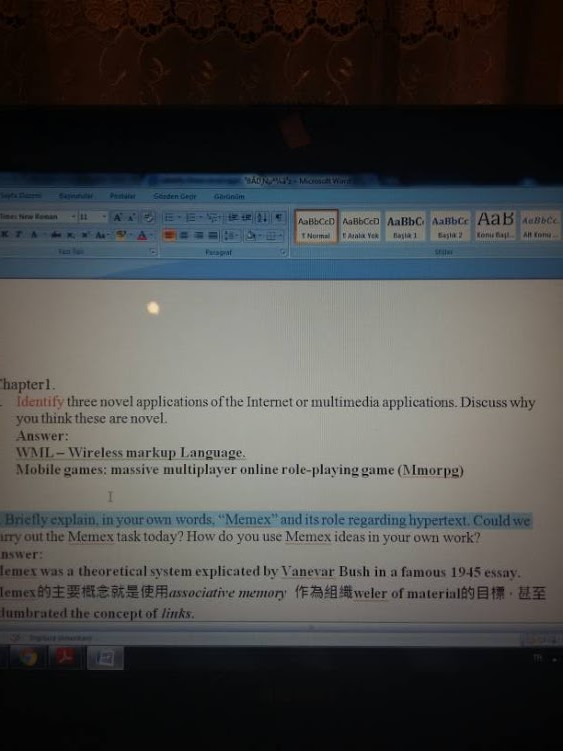 Microsoft Word
Sayfa Düzeni Başvurular Postalar Gözden Geçir Görünüm
Times New Roman 11
AaBbCcD AaBbCcD AaBbC AaBbCc AaB AaBbCc.
¶ Normal ¶ Aralık Yok Başlık 1 Başlık 2 Konu Başl... Alt Konu ...
Yazı Tipi Paragraf Stiller
Chapter1.
Identify three novel applications of the Internet or multimedia applications. Discuss why
you think these are novel.
Answer:
WML – Wireless markup Language.
Mobile games: massive multiplayer online role-playing game (Mmorpg)
Briefly explain, in your own words, “Memex” and its role regarding hypertext. Could we
arry out the Memex task today? How do you use Memex ideas in your own work?
nswer:
Memex was a theoretical system explicated by Vanevar Bush in a famous 1945 essay.
Memex的主要概念就是使用associative memory 作為組織weler of material的目標，甚至
dumbrated the concept of links.
TR